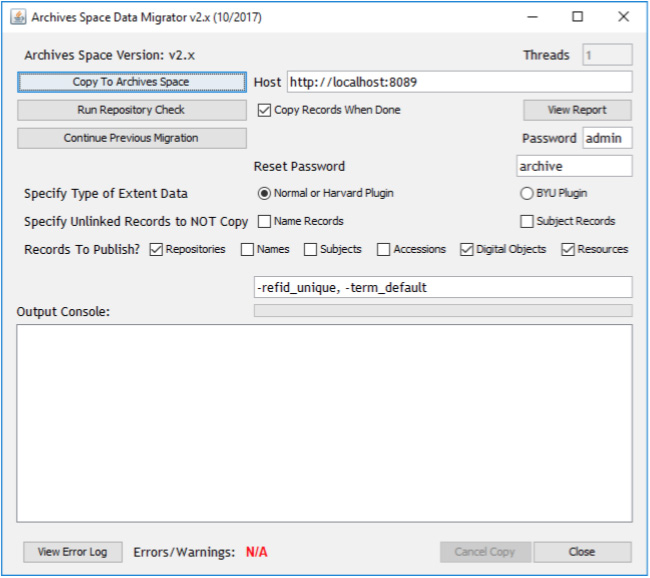 Archives Space Data Migrator v2.x (10/2017)
Archives Space Version: v2.x Threads 1
Copy To Archives Space Host http://localhost:8089
Run Repository Check Copy Records When Done View Report
Continue Previous Migration Password admin
Reset Password archive
Specify Type of Extent Data Normal or Harvard Plugin BYU Plugin
Specify Unlinked Records to NOT Copy Name Records Subject Records
Records To Publish? Repositories Names Subjects Accessions Digital Objects Resources
-refid_unique, -term_default
Output Console:
View Error Log Errors/Warnings: N/A Cancel Copy Close